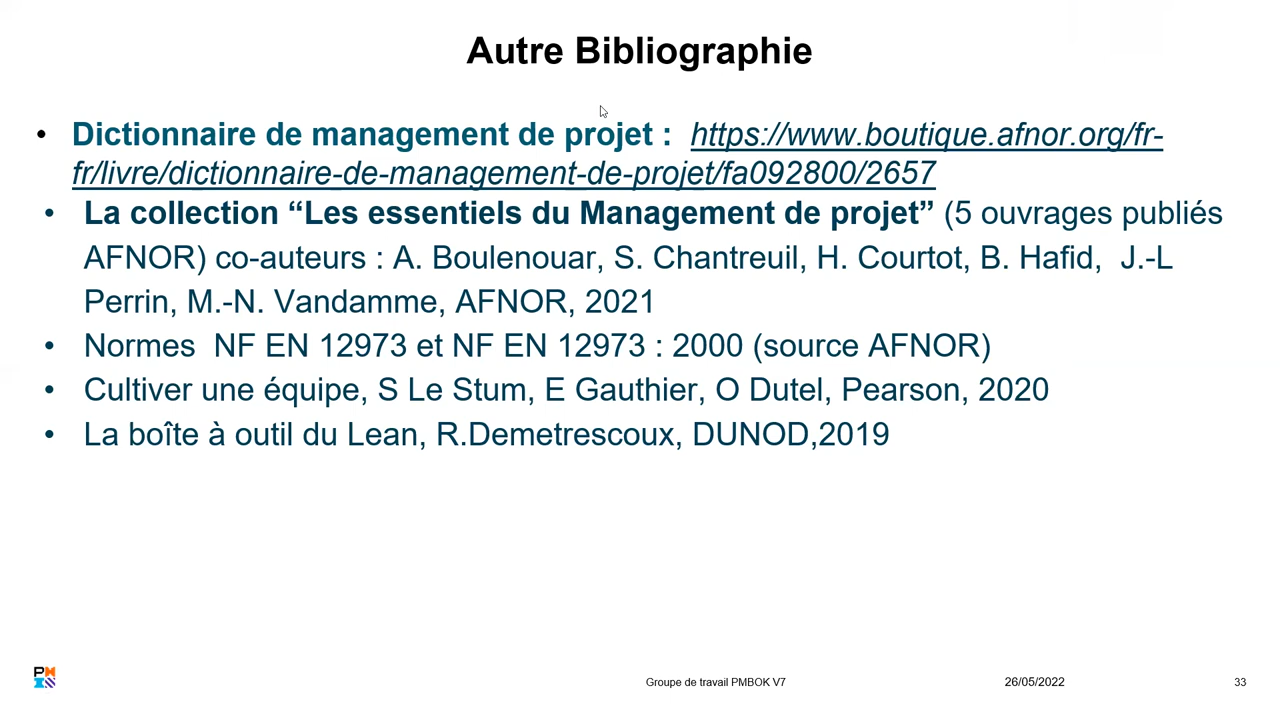 Autre Bibliographie
• Dictionnaire de management de projet : https://www.boutique.afnor.org/fr-
fr/livre/dictionnaire-de-management-de-projet/fa092800/2657
• La collection “Les essentiels du Management de projet” (5 ouvrages publiés
AFNOR) co-auteurs : A. Boulenouar, S. Chantreuil, H. Courtot, B. Hafid, J.-L
Perrin, M.-N. Vandamme, AFNOR, 2021
• Normes NF EN 12973 et NF EN 12973 : 2000 (source AFNOR)
• Cultiver une équipe, S Le Stum, E Gauthier, O Dutel, Pearson, 2020
• La boîte à outil du Lean, R.Demetrescoux, DUNOD,2019
Groupe de travail PMBOK V7
26/05/2022
33